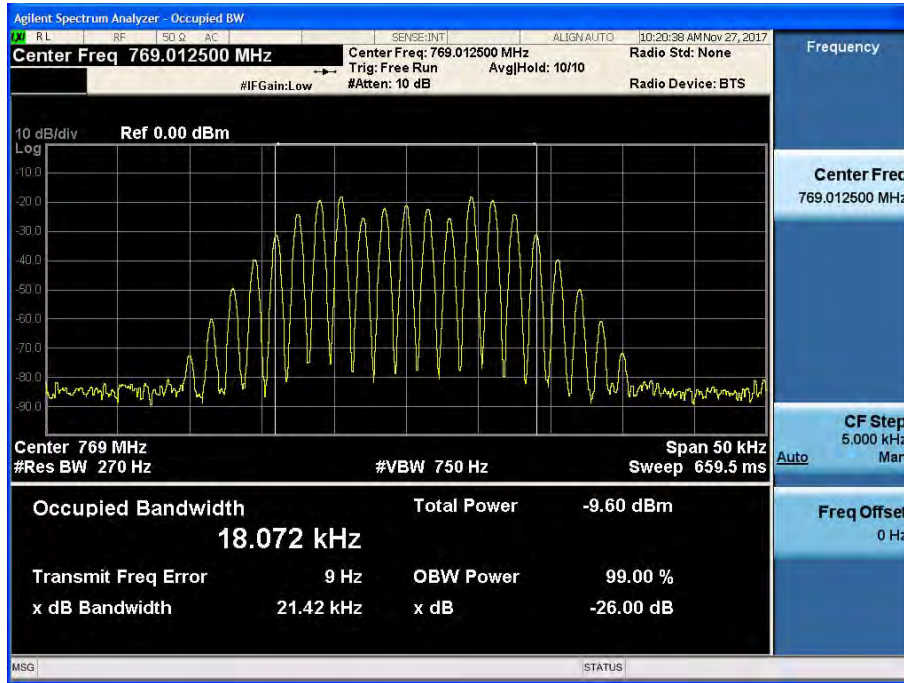 Agilent Spectrum Analyzer - Occupied BW
LXI RL RF 50 Ω AC SENSE:INT ALIGN AUTO 10:20:38 AM Nov 27, 2017
Center Freq 769.012500 MHz
Center Freq: 769.012500 MHz
Radio Std: None
Trig: Free Run Avg|Hold: 10/10
#IFGain:Low #Atten: 10 dB Radio Device: BTS
10 dB/div Ref 0.00 dBm
Log
-10.0
-20.0
-30.0
-40.0
-50.0
-60.0
-70.0
-80.0
-90.0
Center 769 MHz Span 50 kHz
#Res BW 270 Hz #VBW 750 Hz Sweep 659.5 ms
Occupied Bandwidth Total Power -9.60 dBm
18.072 kHz
Transmit Freq Error 9 Hz OBW Power 99.00 %
x dB Bandwidth 21.42 kHz x dB -26.00 dB
MSG STATUS
Frequency
Center Freq
769.012500 MHz
CF Step
5.000 kHz
Auto Man
Freq Offset
0 Hz